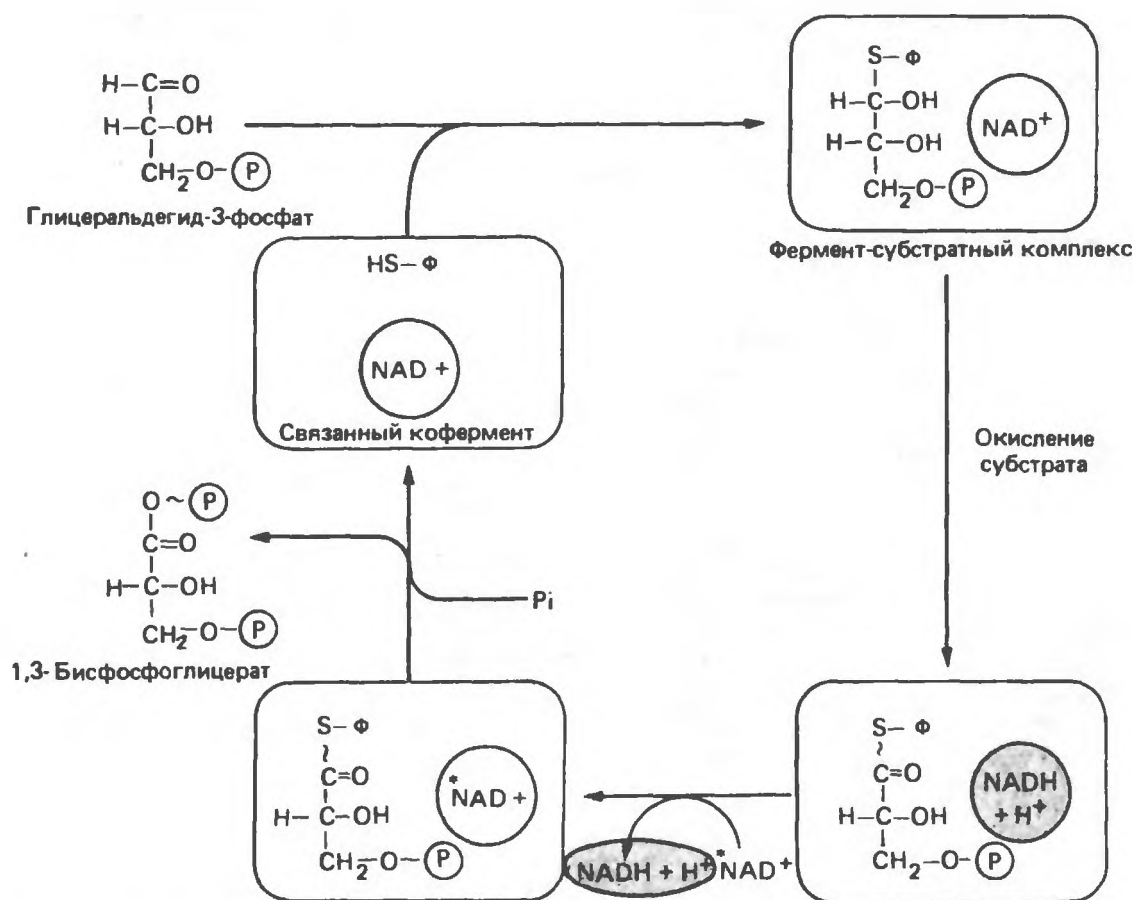 H–C=O
H–C–OH
CH2–O–(P)
Глицеральдегид-3-фосфат
S–Ф
H–C–OH
H–C–OH
CH2–O–(P)
NAD+
Фермент-субстратный комплекс
HS–Ф
NAD +
Связанный кофермент
Окисление
субстрата
O~(P)
C=O
H–C–OH
CH2–O–(P)
1,3-Бисфосфоглицерат
Pi
S–Ф
~
C=O
H–C–OH
CH2–O–(P)
*NAD +
NADH + H+
*NAD+
S–Ф
~
C=O
H–C–OH
CH2–O–(P)
NADH
+ H+